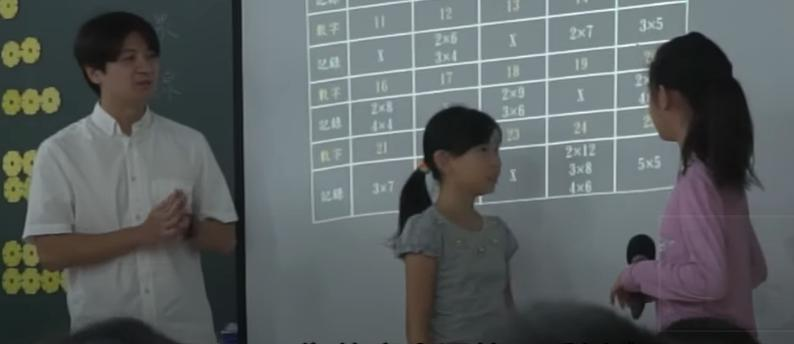 記錄
數字 11 12 13
記錄 X 2×6 3×4 X 2×7 3×5
數字 16 17 18 19
記錄 2×8 4×4 2×9 3×6 X
數字 21 23 24
記錄 3×7 X 2×12 3×8 4×6 5×5